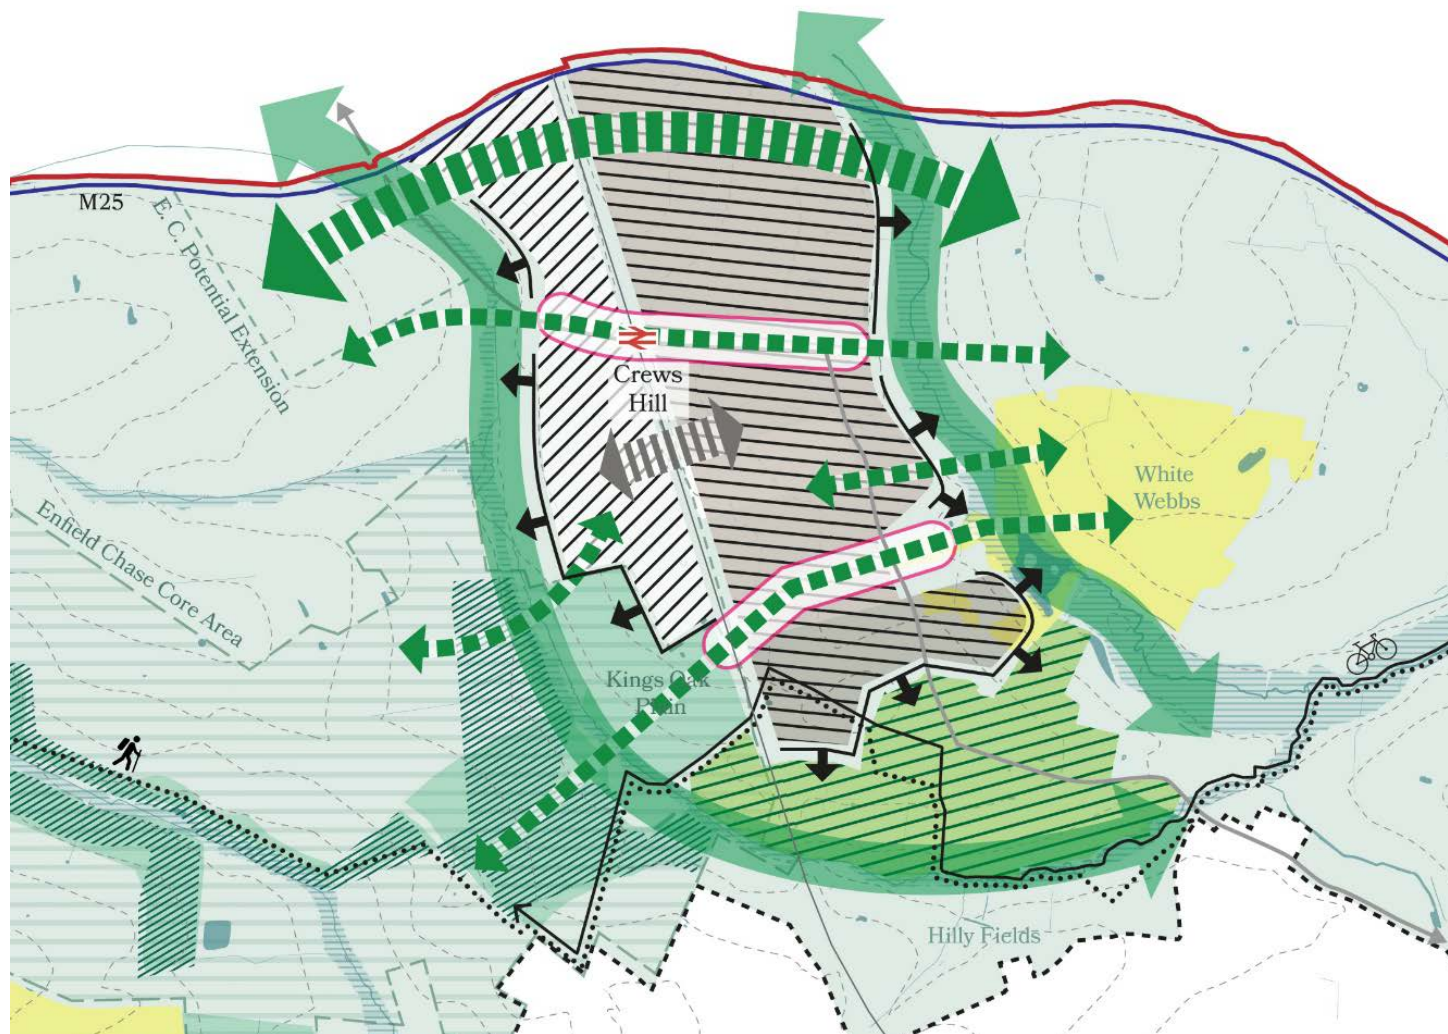 M25
E. C. Potential Extension
Crews
Hill
White
Webbs
Enfield Chase Core Area
Kings Oak
Plain
Hilly Fields